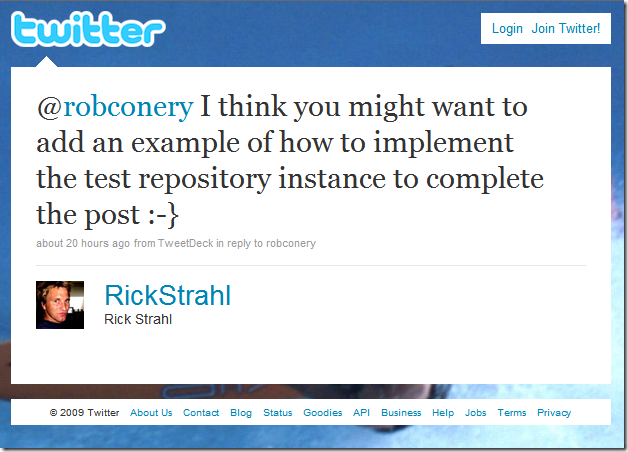 twitter
Login Join Twitter!
@robconery I think you might want to
add an example of how to implement
the test repository instance to complete
the post :-}
about 20 hours ago from TweetDeck in reply to robconery
RickStrahl
Rick Strahl
© 2009 Twitter About Us Contact Blog Status Goodies API Business Help Jobs Terms Privacy